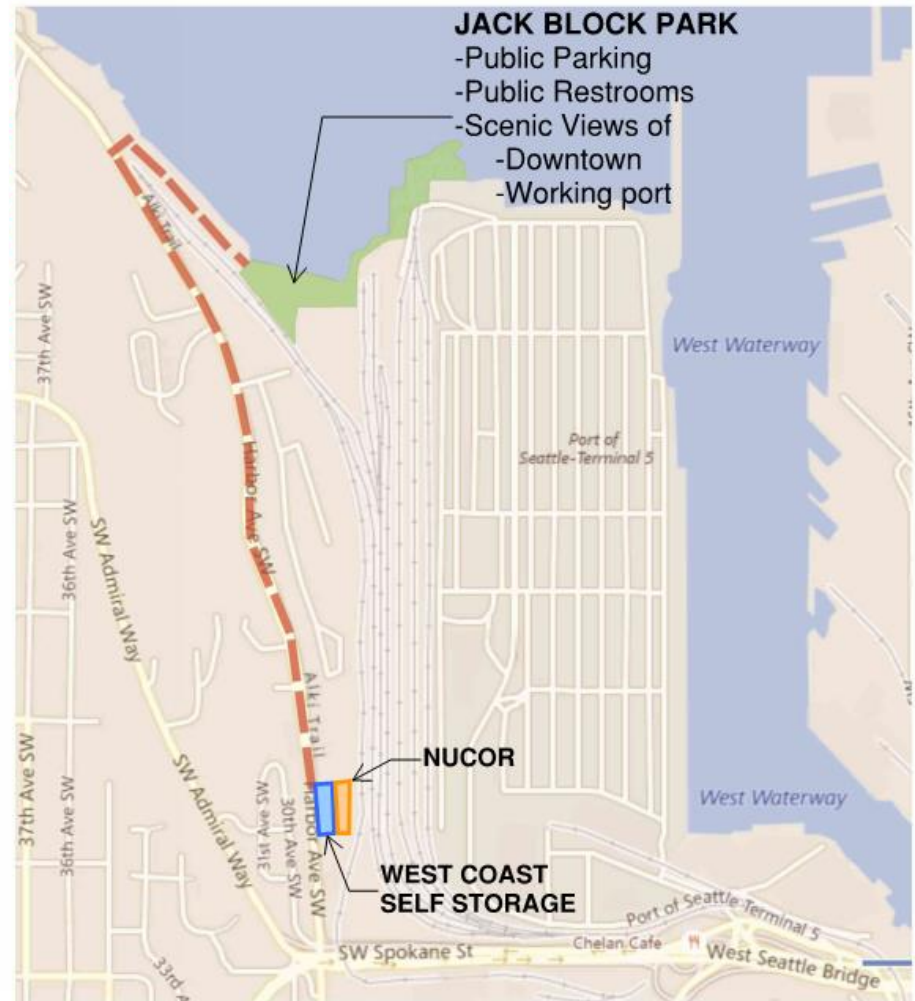 JACK BLOCK PARK
-Public Parking
-Public Restrooms
-Scenic Views of
-Downtown
-Working port
Alki Trail
37th Ave SW
West Waterway
Port of
Seattle-Terminal 5
Harbor Ave SW
36th Ave SW
SW Admiral Way
Alki Trail
NUCOR
37th Ave SW
36th Ave SW
SW Admiral Way
31st Ave SW
30th Ave SW
Harbor Ave SW
West Waterway
WEST COAST
SELF STORAGE
Port of Seattle Terminal 5
SW Spokane St
Chelan Cafe
West Seattle Bridge
33rd